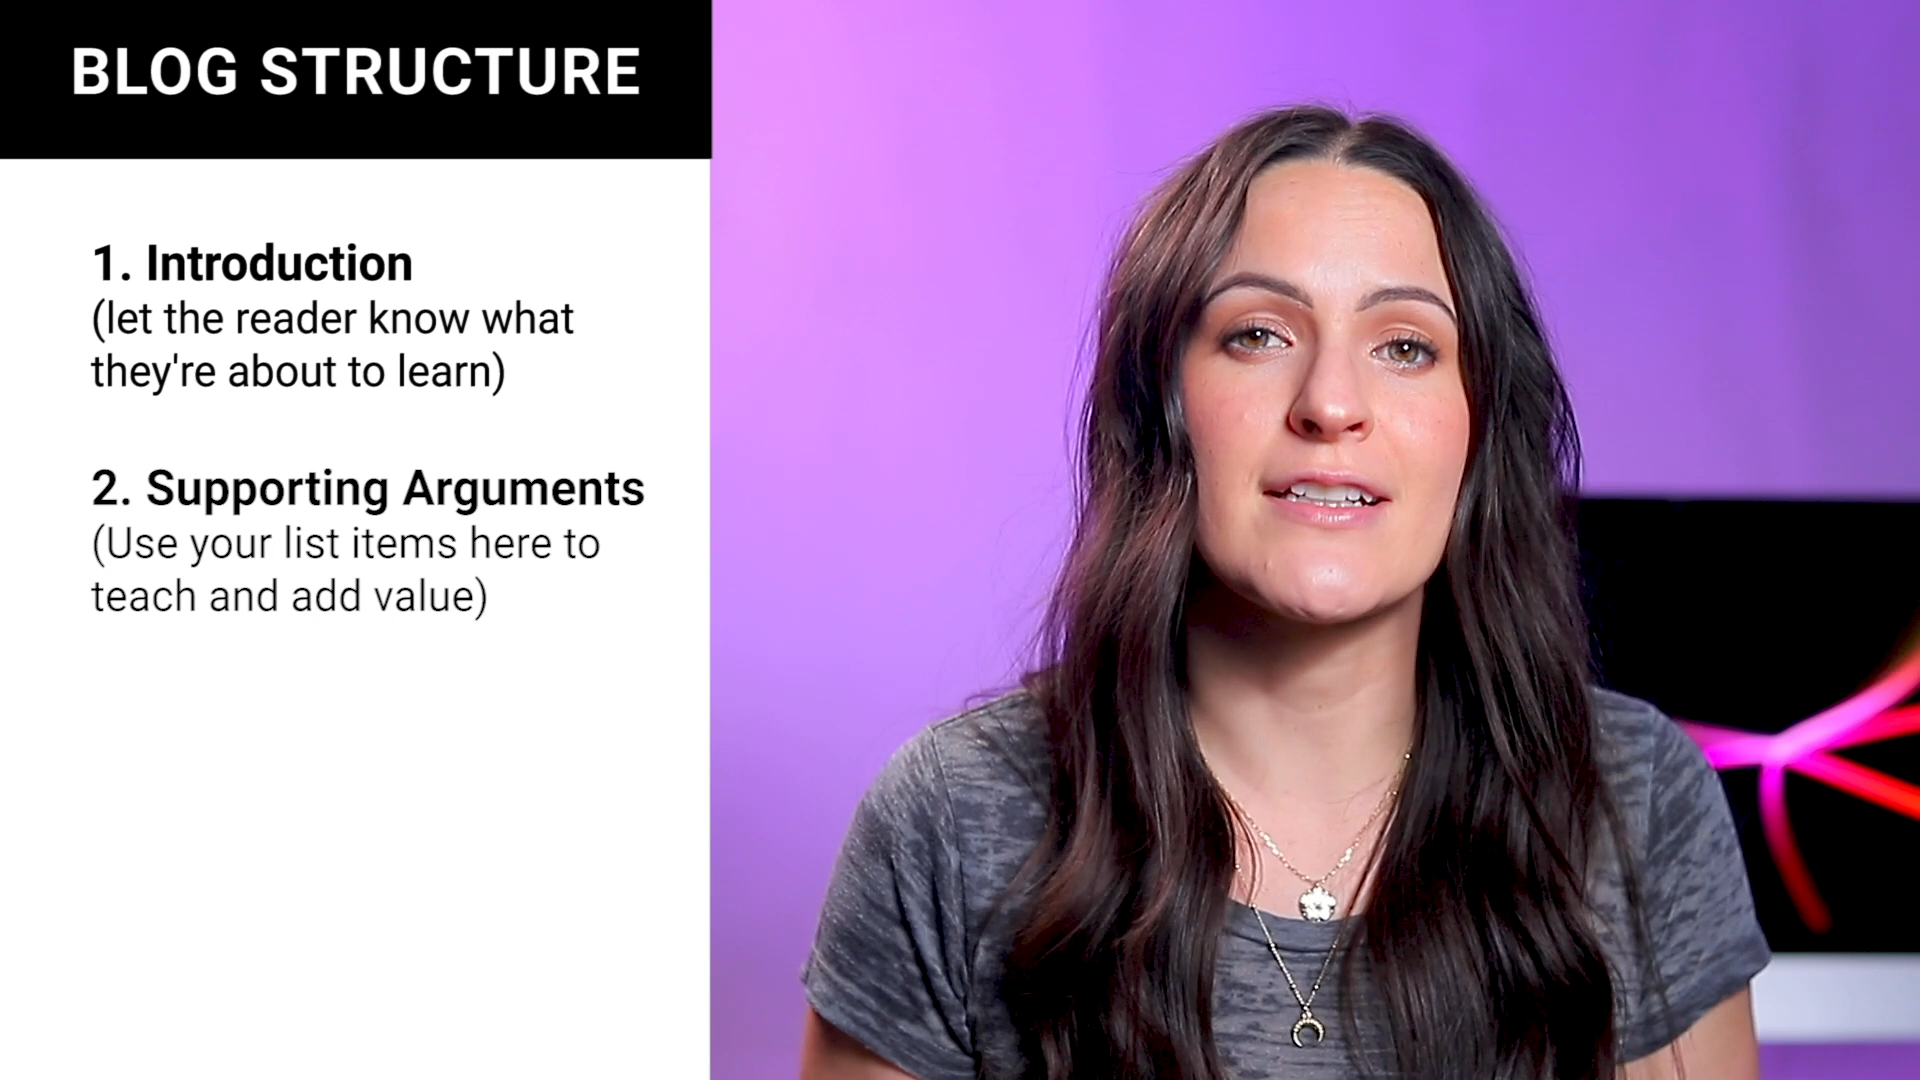 BLOG STRUCTURE
1. Introduction
(let the reader know what
they're about to learn)
2. Supporting Arguments
(Use your list items here to
teach and add value)